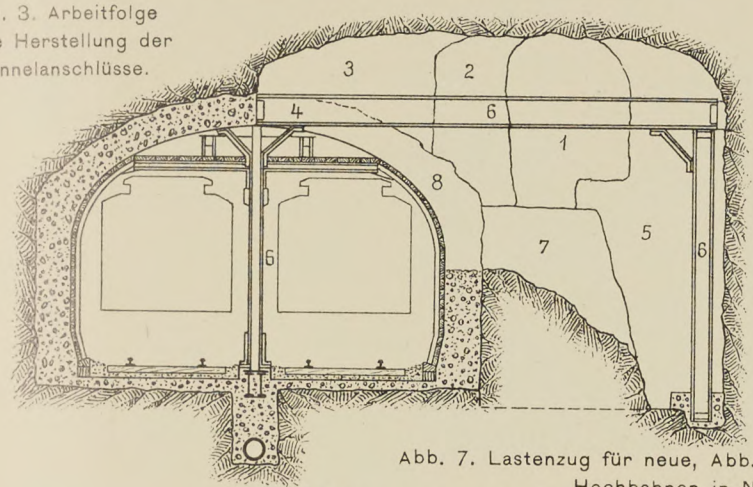 . 3. Arbeitfolge
e Herstellung der
nnelanschlüsse.
3
2
4
6
1
8
5
7
6
6
Abb. 7. Lastenzug für neue, Abb.
Hochbahnen in N